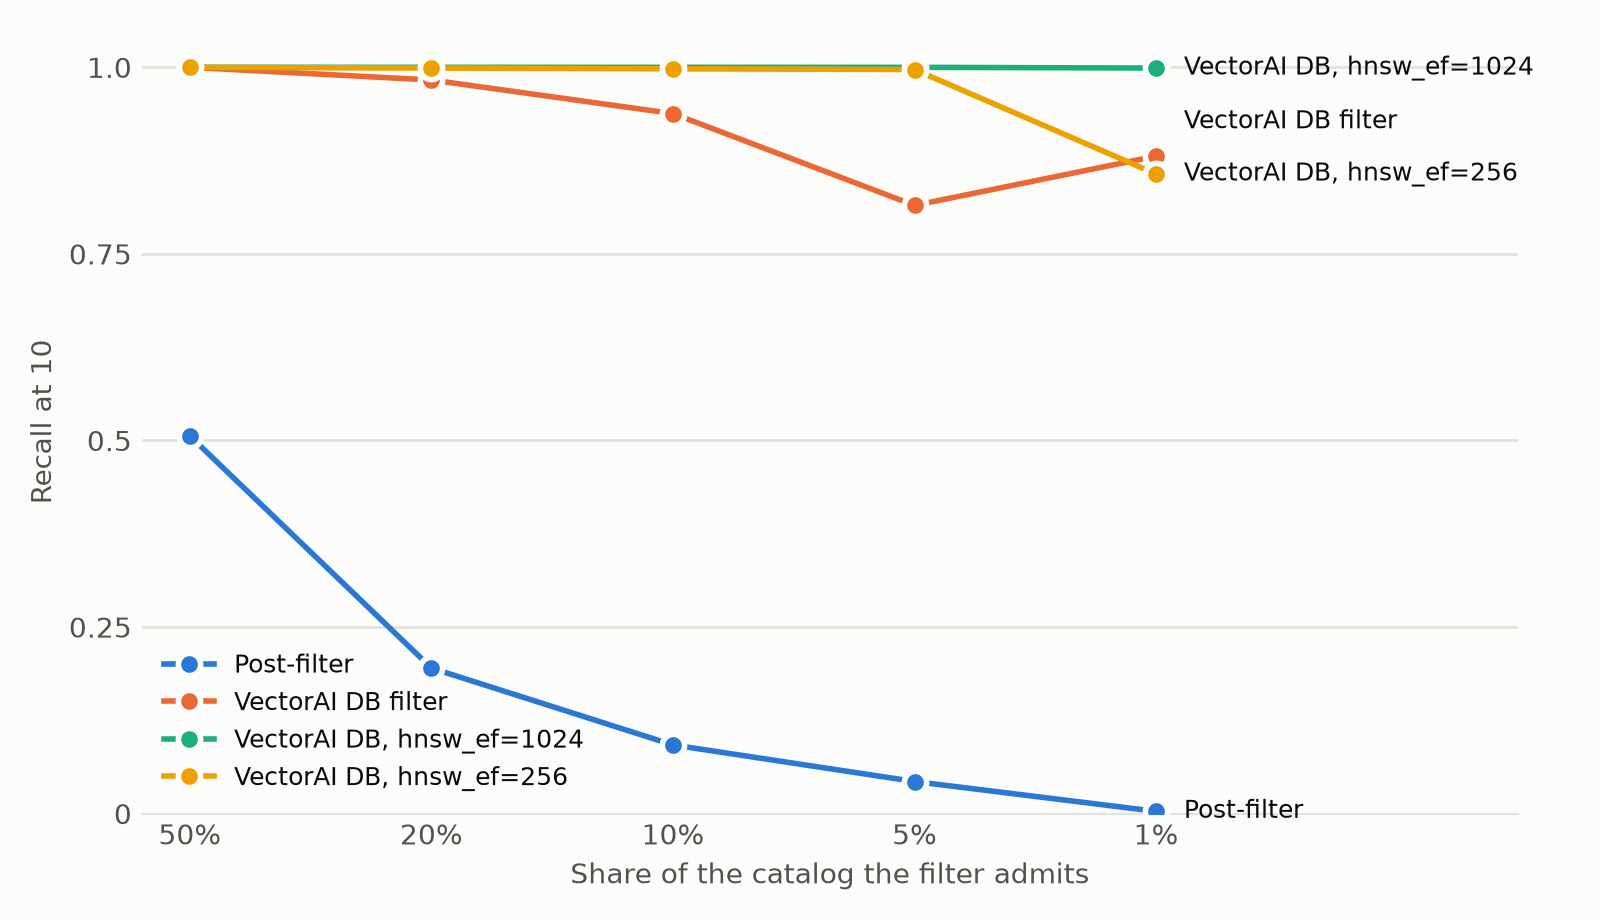 1.0
0.75
0.5
0.25
0
Recall at 10
VectorAI DB, hnsw_ef=1024
VectorAI DB filter
VectorAI DB, hnsw_ef=256
Post-filter
Post-filter
VectorAI DB filter
VectorAI DB, hnsw_ef=1024
VectorAI DB, hnsw_ef=256
50% 20% 10% 5% 1%
Share of the catalog the filter admits